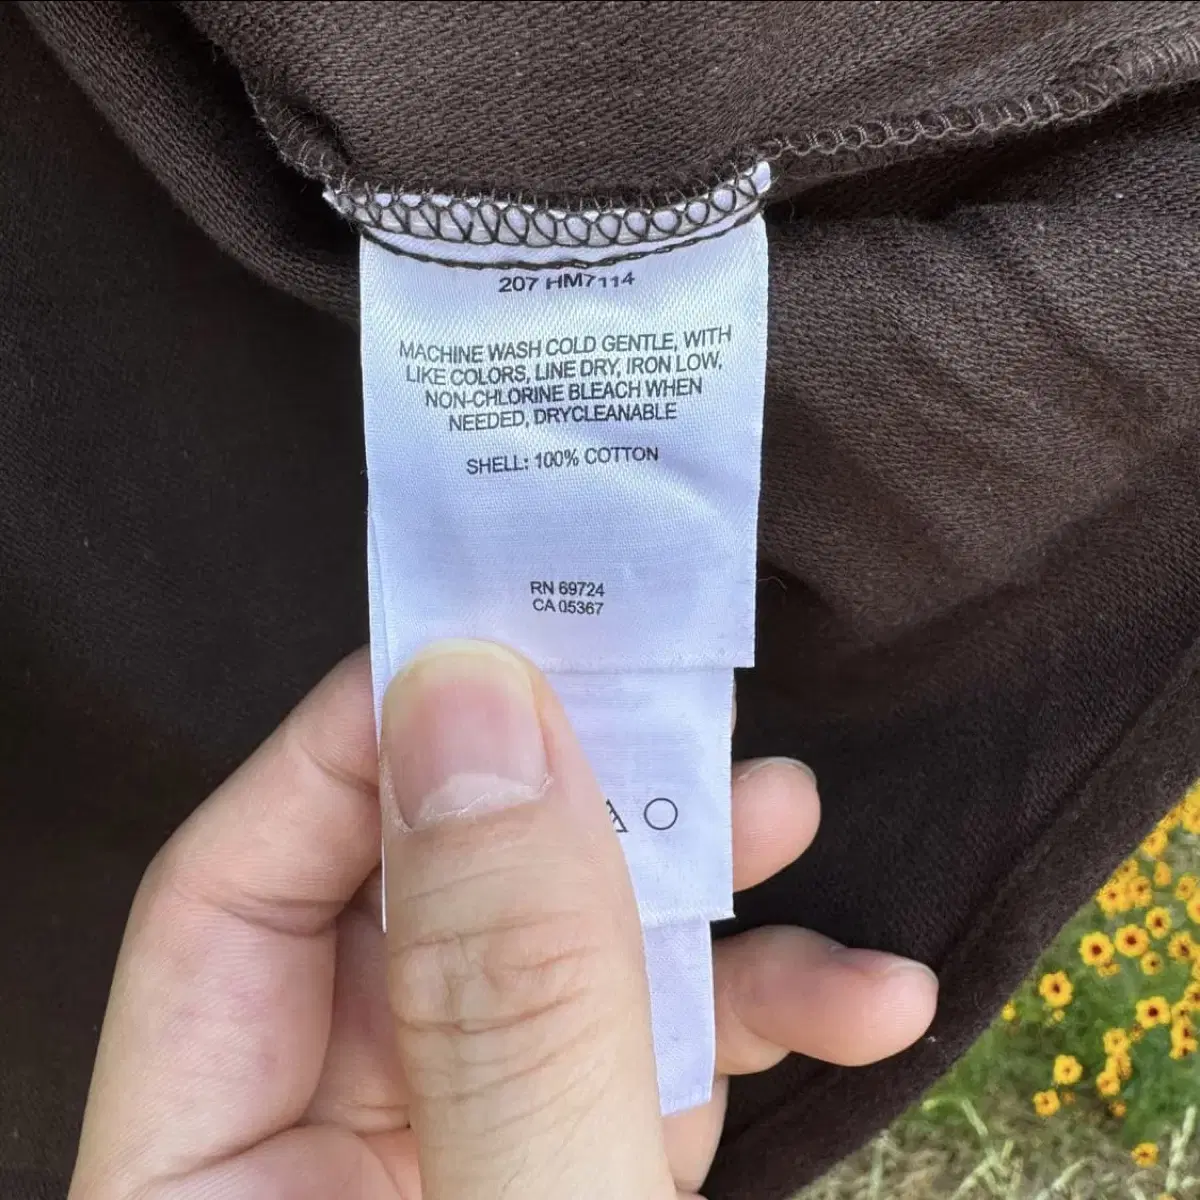 207 HM7114
MACHINE WASH COLD GENTLE, WITH
LIKE COLORS, LINE DRY, IRON LOW,
NON-CHLORINE BLEACH WHEN
NEEDED, DRYCLEANABLE
SHELL: 100% COTTON
RN 69724
CA 05367